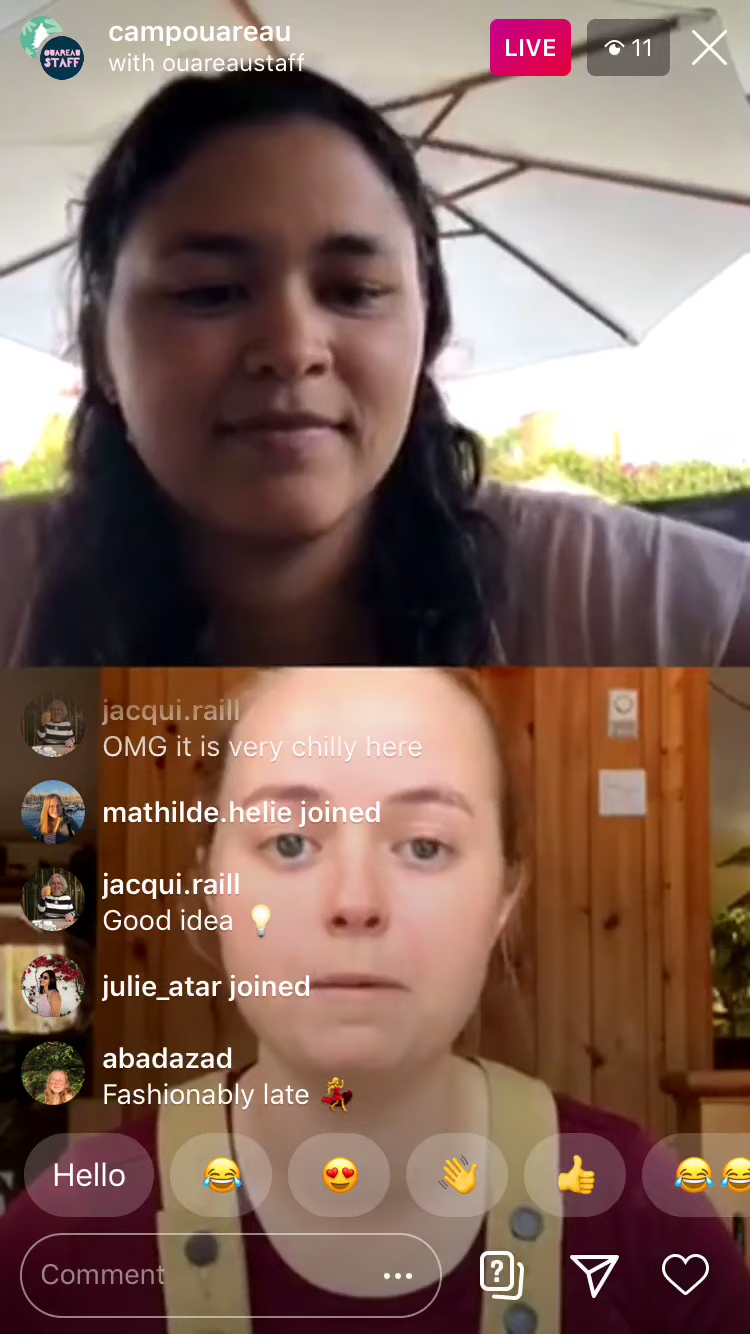 campouareau
with ouareaustaff
OUAREAU
STAFF
LIVE
11
jacqui.raill
OMG it is very chilly here
mathilde.helie joined
jacqui.raill
Good idea 💡
julie_atar joined
abadazad
Fashionably late 💃
Hello
Comment